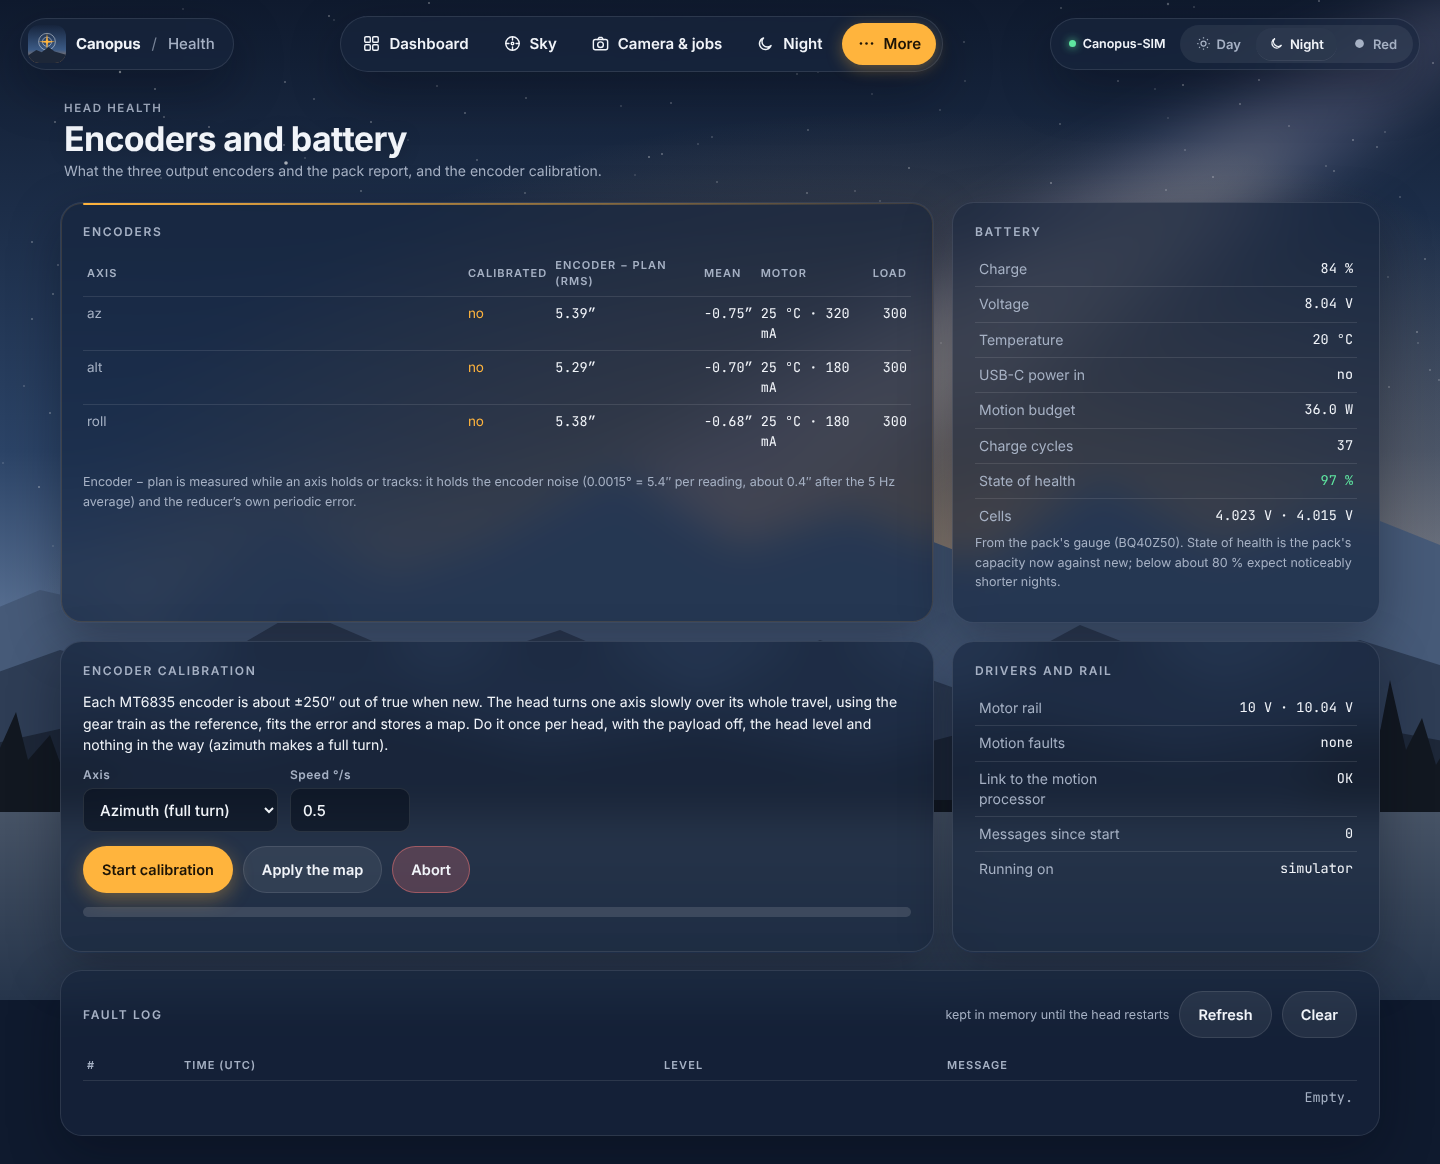 Canopus / Health
Dashboard
Sky
Camera & jobs
Night
More
Canopus-SIM
Day
Night
Red
HEAD HEALTH
Encoders and battery
What the three output encoders and the pack report, and the encoder calibration.
ENCODERS
AXIS CALIBRATED ENCODER – PLAN (RMS) MEAN MOTOR LOAD
az no 5.39″ -0.75″ 25 °C · 320 mA 300
alt no 5.29″ -0.70″ 25 °C · 180 mA 300
roll no 5.38″ -0.68″ 25 °C · 180 mA 300
Encoder – plan is measured while an axis holds or tracks: it holds the encoder noise (0.0015° = 5.4″ per reading, about 0.4″ after the 5 Hz
average) and the reducer’s own periodic error.
BATTERY
Charge 84 %
Voltage 8.04 V
Temperature 20 °C
USB-C power in no
Motion budget 36.0 W
Charge cycles 37
State of health 97 %
Cells 4.023 V · 4.015 V
From the pack's gauge (BQ40Z50). State of health is the pack's
capacity now against new; below about 80 % expect noticeably
shorter nights.
ENCODER CALIBRATION
Each MT6835 encoder is about ±250″ out of true when new. The head turns one axis slowly over its whole travel, using the
gear train as the reference, fits the error and stores a map. Do it once per head, with the payload off, the head level and
nothing in the way (azimuth makes a full turn).
Axis Speed °/s
Azimuth (full turn) 0.5
Start calibration Apply the map Abort
DRIVERS AND RAIL
Motor rail 10 V · 10.04 V
Motion faults none
Link to the motion processor OK
Messages since start 0
Running on simulator
FAULT LOG kept in memory until the head restarts Refresh Clear
# TIME (UTC) LEVEL MESSAGE
Empty.